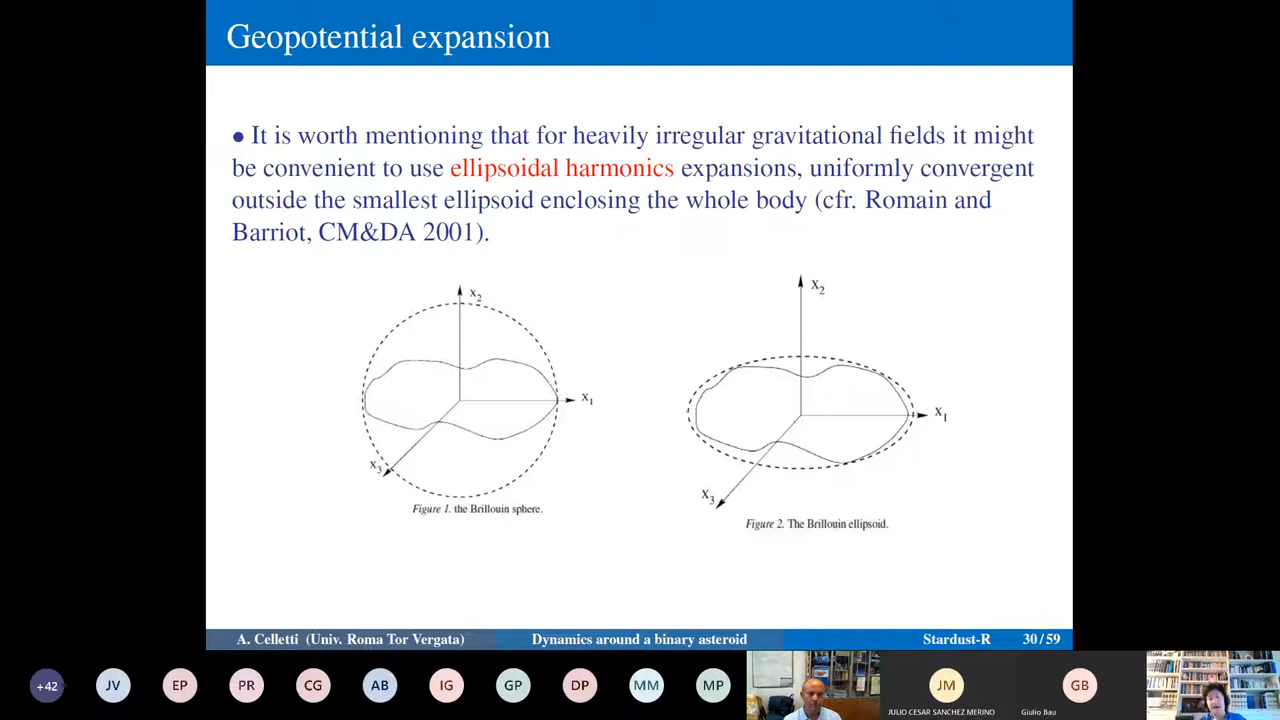 Geopotential expansion
• It is worth mentioning that for heavily irregular gravitational fields it might
be convenient to use ellipsoidal harmonics expansions, uniformly convergent
outside the smallest ellipsoid enclosing the whole body (cfr. Romain and
Barriot, CM&DA 2001).
X2
X1
X3
Figure 1. the Brillouin sphere.
X2
X1
X3
Figure 2. The Brillouin ellipsoid.
A. Celletti (Univ. Roma Tor Vergata) Dynamics around a binary asteroid Stardust-R 30/59
+42 JV EP PR CG AB IG GP DP MM MP JM GB
JULIO CESAR SANCHEZ MERINO Giulio Bau